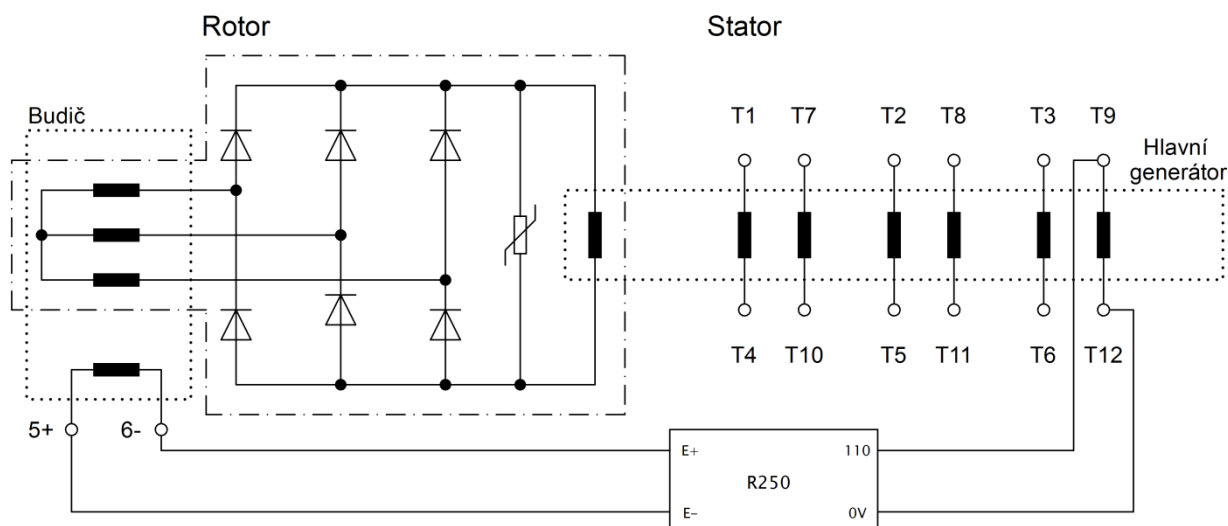 Rotor
Stator
Budič
T1 T7 T2 T8 T3 T9
Hlavní
generátor
T4 T10 T5 T11 T6 T12
5+ 6-
E+ 110
R250
E- 0V